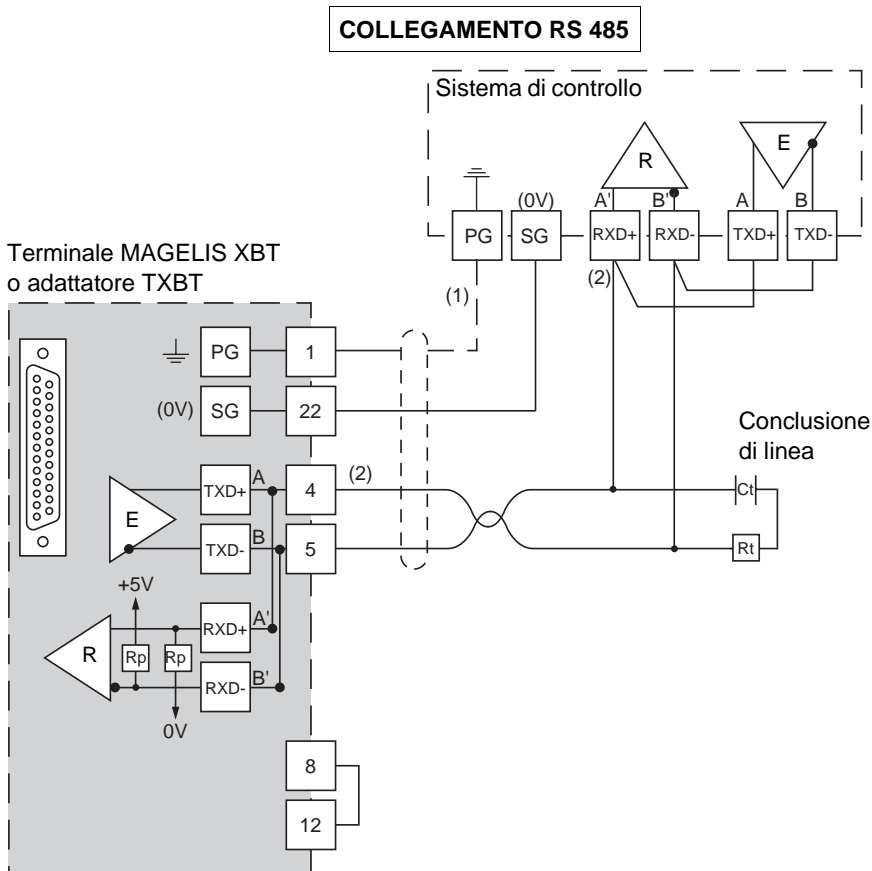 COLLEGAMENTO RS 485
Sistema di controllo
R
E
(0V)
A'
B'
A
B
PG
SG
RXD+
RXD-
TXD+
TXD-
(1)
(2)
Terminale MAGELIS XBT
o adattatore TXBT
PG
1
(0V)
SG
22
E
TXD+
A
4
(2)
TXD-
B
5
Conclusione
di linea
Ct
Rt
+5V
R
Rp
Rp
RXD+
A'
RXD-
B'
0V
8
12